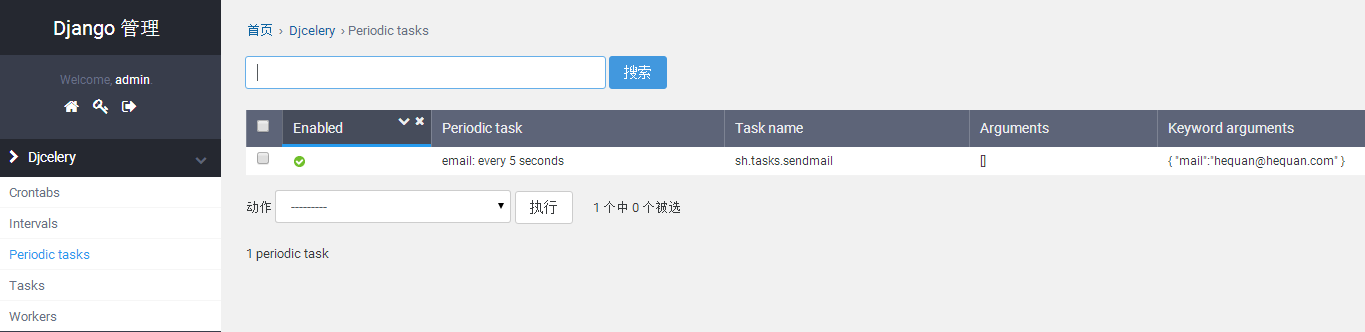 Django 管理
Welcome, admin.
Djcelery
Crontabs
Intervals
Periodic tasks
Tasks
Workers
首页 › Djcelery › Periodic tasks
搜索
Enabled Periodic task Task name Arguments Keyword arguments
email: every 5 seconds sh.tasks.sendmail [] { "mail":"hequan@hequan.com" }
动作 --------- 执行 1 个中 0 个被选
1 periodic task